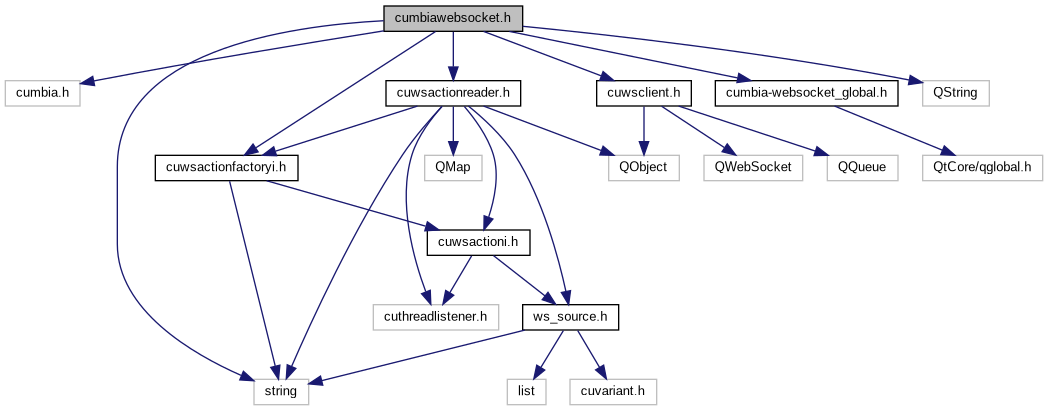 cumbiawebsocket.h
cumbia.h
cuwsactionreader.h
cuwsclient.h
cumbia-websocket_global.h
QString
cuwsactionfactoryi.h
QMap
QObject
QWebSocket
QQueue
QtCore/qglobal.h
cuwsactioni.h
cuthreadlistener.h
ws_source.h
string
list
cuvariant.h